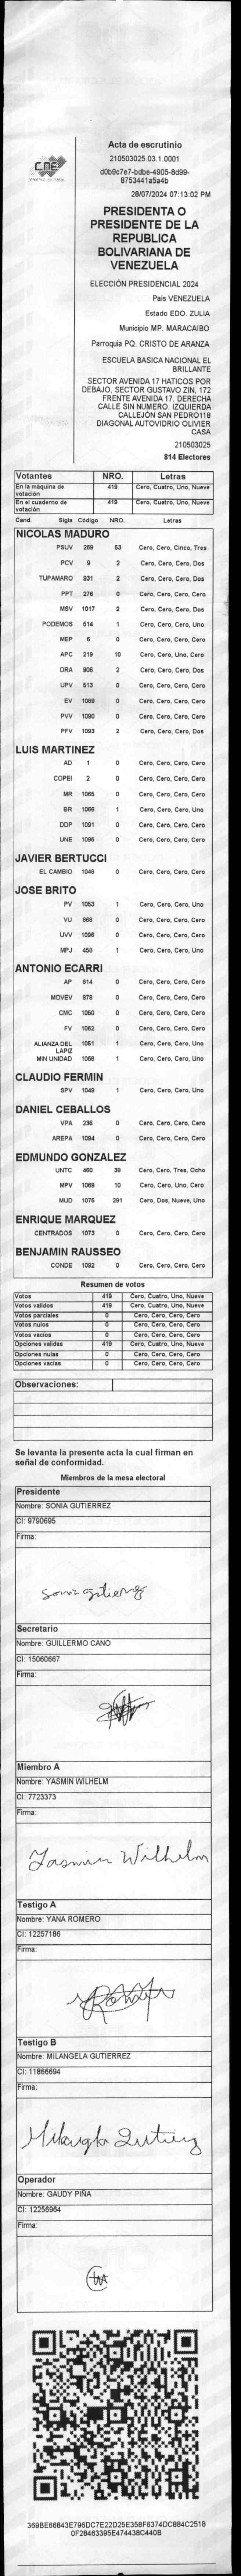 CNE
Acta de escrutinio
210503025.03.1.0001
d0b9c7e7-bdbe-4905-8d99-
8753441a5a4b
28/07/2024 07:13:02 PM
PRESIDENTA O
PRESIDENTE DE LA
REPUBLICA
BOLIVARIANA DE
VENEZUELA
ELECCIÓN PRESIDENCIAL 2024
País VENEZUELA
Estado EDO. ZULIA
Municipio MP. MARACAIBO
Parroquia PQ. CRISTO DE ARANZA
ESCUELA BASICA NACIONAL EL
BRILLANTE
SECTOR AVENIDA 17 HATICOS POR
DEBAJO, SECTOR GUSTAVO ZIN, 172
FRENTE AVENIDA 17. DERECHA
CALLE SIN NUMERO. IZQUIERDA
CALLEJÓN SAN PEDRO118
DIAGONAL AUTOVIDRIO OLIVIER
CASA
210503025
814 Electores
Votantes NRO. Letras
En la máquina de votación 419 Cero, Cuatro, Uno, Nueve
En el cuaderno de votación 419 Cero, Cuatro, Uno, Nueve
Cand. Sigla Código NRO. Letras
NICOLAS MADURO
PSUV 269 53 Cero, Cero, Cinco, Tres
PCV 9 2 Cero, Cero, Cero, Dos
TUPAMARO 931 2 Cero, Cero, Cero, Dos
PPT 276 0 Cero, Cero, Cero, Cero
MSV 1017 2 Cero, Cero, Cero, Dos
PODEMOS 514 1 Cero, Cero, Cero, Uno
MEP 6 0 Cero, Cero, Cero, Cero
APC 219 10 Cero, Cero, Uno, Cero
ORA 906 2 Cero, Cero, Cero, Dos
UPV 513 0 Cero, Cero, Cero, Cero
EV 1089 0 Cero, Cero, Cero, Cero
PVV 1090 0 Cero, Cero, Cero, Cero
PFV 1093 2 Cero, Cero, Cero, Dos
LUIS MARTINEZ
AD 1 0 Cero, Cero, Cero, Cero
COPEI 2 0 Cero, Cero, Cero, Cero
MR 1065 0 Cero, Cero, Cero, Cero
BR 1066 1 Cero, Cero, Cero, Uno
DDP 1091 0 Cero, Cero, Cero, Cero
UNE 1095 0 Cero, Cero, Cero, Cero
JAVIER BERTUCCI
EL CAMBIO 1048 0 Cero, Cero, Cero, Cero
JOSE BRITO
PV 1053 1 Cero, Cero, Cero, Uno
VU 868 0 Cero, Cero, Cero, Cero
UVV 1096 0 Cero, Cero, Cero, Cero
MPJ 458 1 Cero, Cero, Cero, Uno
ANTONIO ECARRI
AP 814 0 Cero, Cero, Cero, Cero
MOVEV 879 0 Cero, Cero, Cero, Cero
CMC 1050 0 Cero, Cero, Cero, Cero
FV 1062 0 Cero, Cero, Cero, Cero
ALIANZA DEL LAPIZ 1051 1 Cero, Cero, Cero, Uno
MIN UNIDAD 1068 1 Cero, Cero, Cero, Uno
CLAUDIO FERMIN
SPV 1049 1 Cero, Cero, Cero, Uno
DANIEL CEBALLOS
VPA 236 0 Cero, Cero, Cero, Cero
AREPA 1094 0 Cero, Cero, Cero, Cero
EDMUNDO GONZALEZ
UNTC 460 38 Cero, Cero, Tres, Ocho
MPV 1069 10 Cero, Cero, Uno, Cero
MUD 1075 291 Cero, Dos, Nueve, Uno
ENRIQUE MARQUEZ
CENTRADOS 1073 0 Cero, Cero, Cero, Cero
BENJAMIN RAUSSEO
CONDE 1092 0 Cero, Cero, Cero, Cero
Resumen de votos
Votos 419 Cero, Cuatro, Uno, Nueve
Votos validos 419 Cero, Cuatro, Uno, Nueve
Votos parciales 0 Cero, Cero, Cero, Cero
Votos nulos 0 Cero, Cero, Cero, Cero
Votos vacios 0 Cero, Cero, Cero, Cero
Opciones validas 419 Cero, Cuatro, Uno, Nueve
Opciones nulas 0 Cero, Cero, Cero, Cero
Opciones vacias 0 Cero, Cero, Cero, Cero
Observaciones:
Se levanta la presente acta la cual firman en
señal de conformidad.
Miembros de la mesa electoral
Presidente
Nombre: SONIA GUTIERREZ
CI: 9790695
Firma:
Sonia Gutierrez
Secretario
Nombre: GUILLERMO CANO
CI: 15060667
Firma:
Miembro A
Nombre: YASMIN WILHELM
CI: 7723373
Firma:
Yasmin Wilhelm
Testigo A
Nombre: YANA ROMERO
CI: 12257186
Firma:
Testigo B
Nombre: MILANGELA GUTIERREZ
CI: 11866694
Firma:
Milangela Gutierrez
Operador
Nombre: GAUDY PIÑA
CI: 12256964
Firma:
369BE66843E796DC7E22D25E358F6374DC884C2518
0F28463395E474438C440B